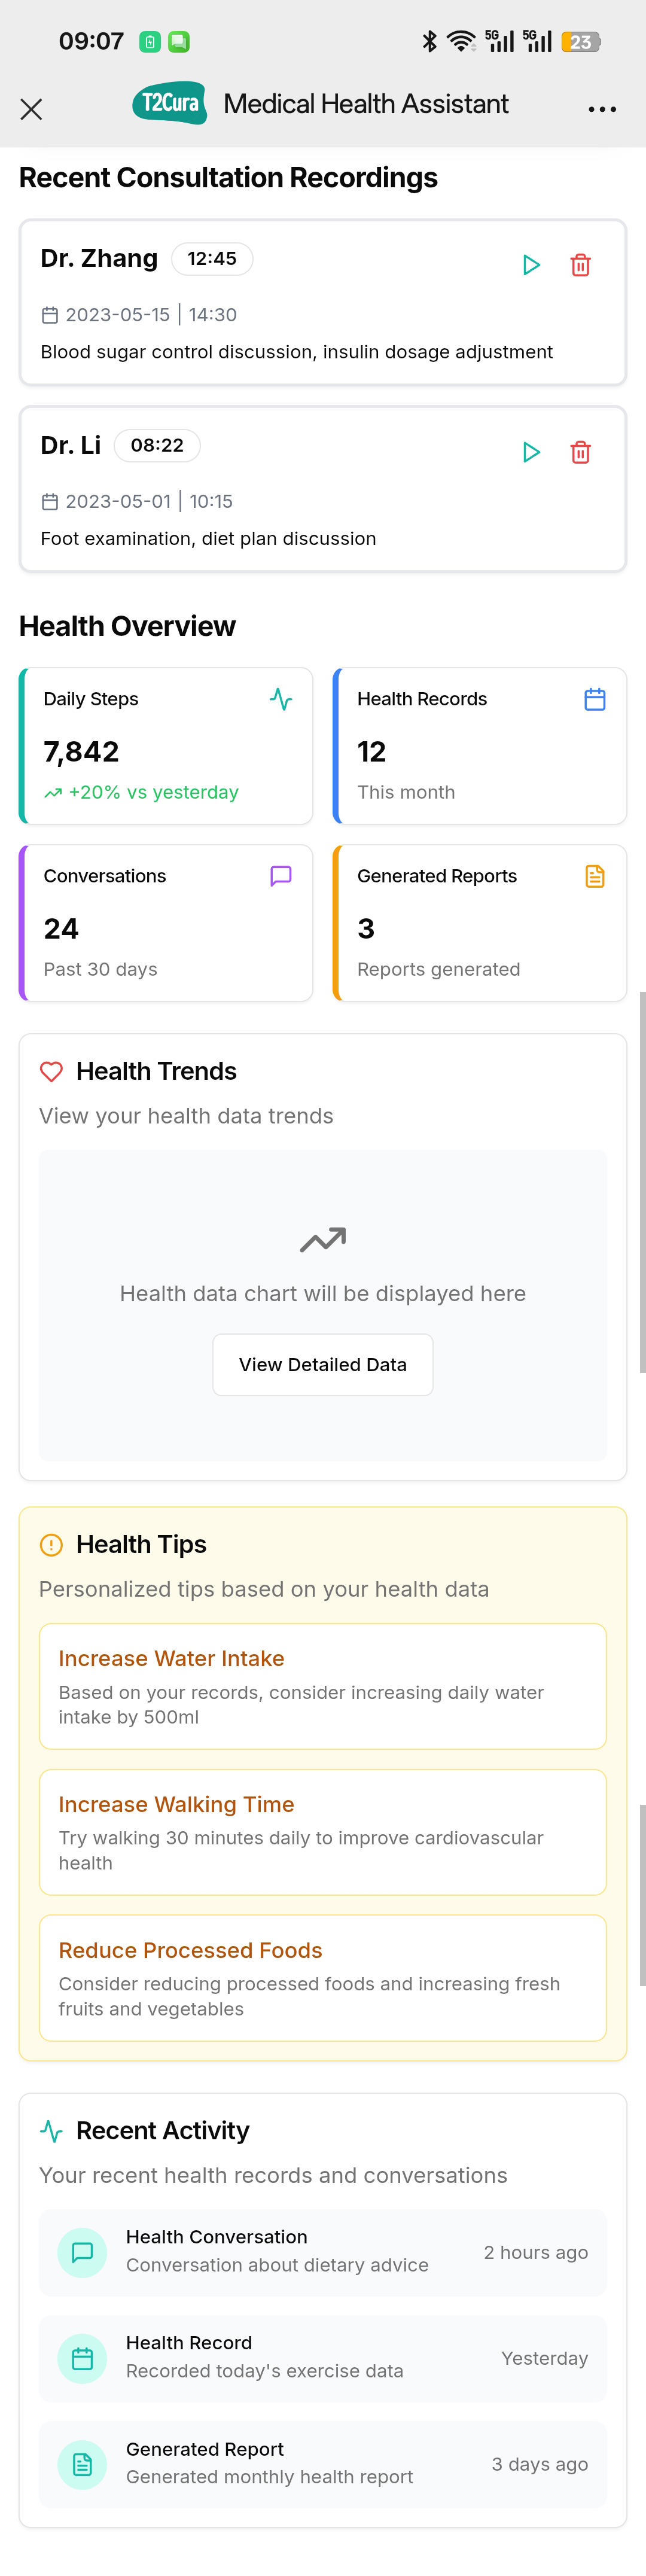 09:07
5G
5G
23
T2Cura
Medical Health Assistant
Recent Consultation Recordings
Dr. Zhang
12:45
2023-05-15 | 14:30
Blood sugar control discussion, insulin dosage adjustment
Dr. Li
08:22
2023-05-01 | 10:15
Foot examination, diet plan discussion
Health Overview
Daily Steps
7,842
+20% vs yesterday
Health Records
12
This month
Conversations
24
Past 30 days
Generated Reports
3
Reports generated
Health Trends
View your health data trends
Health data chart will be displayed here
View Detailed Data
Health Tips
Personalized tips based on your health data
Increase Water Intake
Based on your records, consider increasing daily water
intake by 500ml
Increase Walking Time
Try walking 30 minutes daily to improve cardiovascular
health
Reduce Processed Foods
Consider reducing processed foods and increasing fresh
fruits and vegetables
Recent Activity
Your recent health records and conversations
Health Conversation
Conversation about dietary advice
2 hours ago
Health Record
Recorded today's exercise data
Yesterday
Generated Report
Generated monthly health report
3 days ago